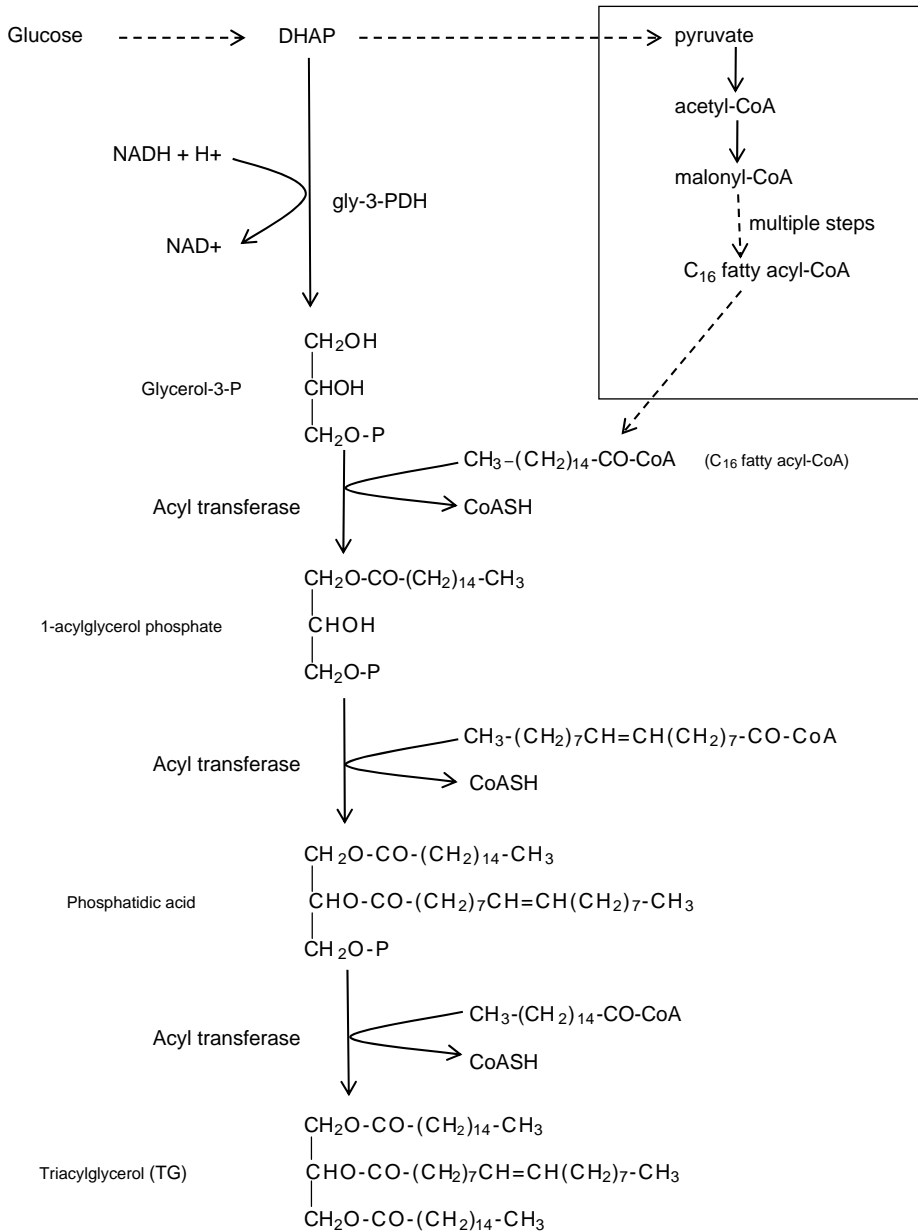 Glucose
DHAP
pyruvate
acetyl-CoA
malonyl-CoA
multiple steps
C₁₆ fatty acyl-CoA
NADH + H+
gly-3-PDH
NAD+
CH₂OH
Glycerol-3-P
CHOH
CH₂O-P
CH₃-(CH₂)₁₄-CO-CoA (C₁₆ fatty acyl-CoA)
Acyl transferase
CoASH
CH₂O-CO-(CH₂)₁₄-CH₃
1-acylglycerol phosphate
CHOH
CH₂O-P
CH₃-(CH₂)₇CH=CH(CH₂)₇-CO-CoA
Acyl transferase
CoASH
CH₂O-CO-(CH₂)₁₄-CH₃
Phosphatidic acid
CHO-CO-(CH₂)₇CH=CH(CH₂)₇-CH₃
CH₂O-P
CH₃-(CH₂)₁₄-CO-CoA
Acyl transferase
CoASH
CH₂O-CO-(CH₂)₁₄-CH₃
Triacylglycerol (TG)
CHO-CO-(CH₂)₇CH=CH(CH₂)₇-CH₃
CH₂O-CO-(CH₂)₁₄-CH₃